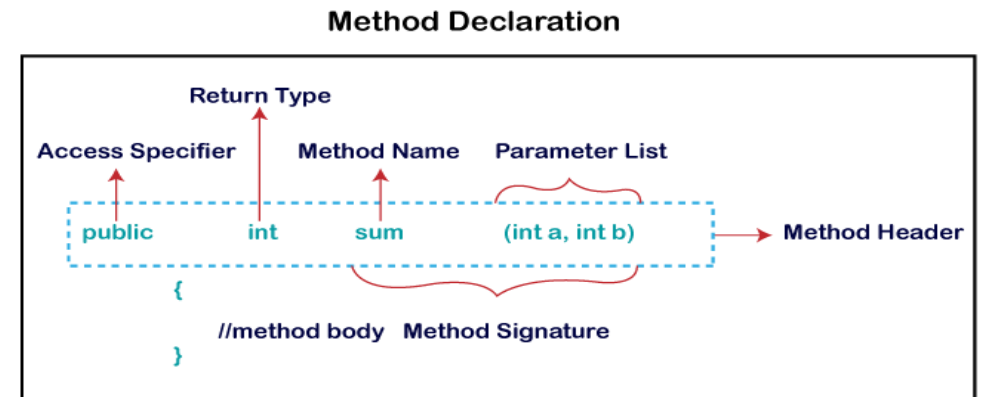 Method Declaration
Return Type
Access Specifier Method Name Parameter List
public int sum (int a, int b) Method Header
{
//method body Method Signature
}